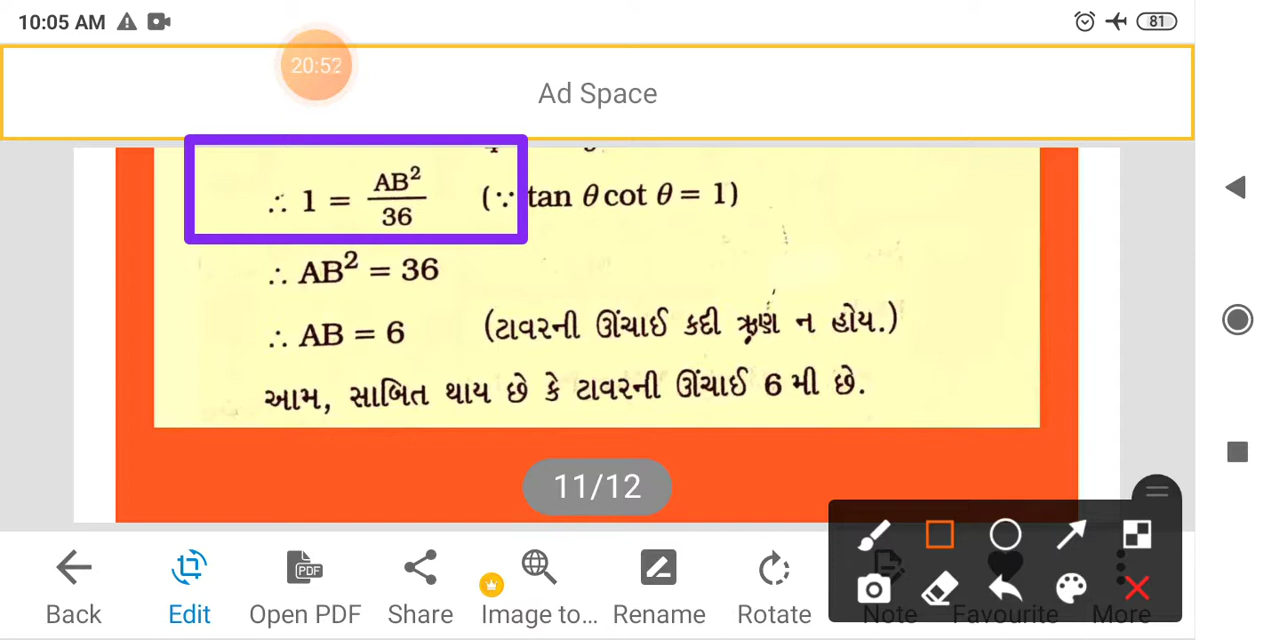 10:05 AM
81
20:52
Ad Space
∴ 1 = AB²/36 (∵ tan θ cot θ = 1)
∴ AB² = 36
∴ AB = 6 (ટાવરની ઊંચાઈ કદી ઋણ ન હોય.)
આમ, સાબિત થાય છે કે ટાવરની ઊંચાઈ 6 મી છે.
11/12
PDF
Back Edit Open PDF Share Image to... Rename Rotate Note Favourite More